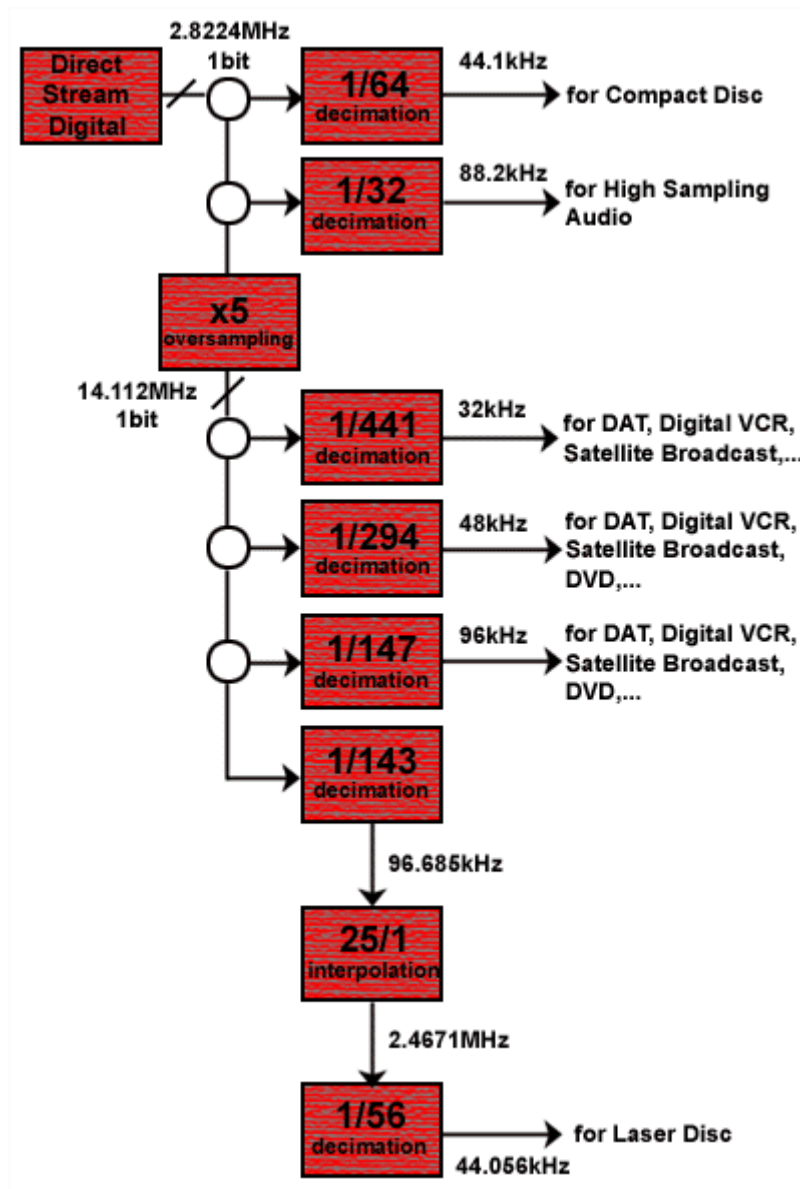 2.8224MHz
1bit
Direct
Stream
Digital
1/64
decimation
44.1kHz
for Compact Disc
1/32
decimation
88.2kHz
for High Sampling
Audio
x5
oversampling
14.112MHz
1bit
1/441
decimation
32kHz
for DAT, Digital VCR,
Satellite Broadcast,...
1/294
decimation
48kHz
for DAT, Digital VCR,
Satellite Broadcast,
DVD,...
1/147
decimation
96kHz
for DAT, Digital VCR,
Satellite Broadcast,
DVD,...
1/143
decimation
96.685kHz
25/1
interpolation
2.4671MHz
1/56
decimation
44.056kHz
for Laser Disc